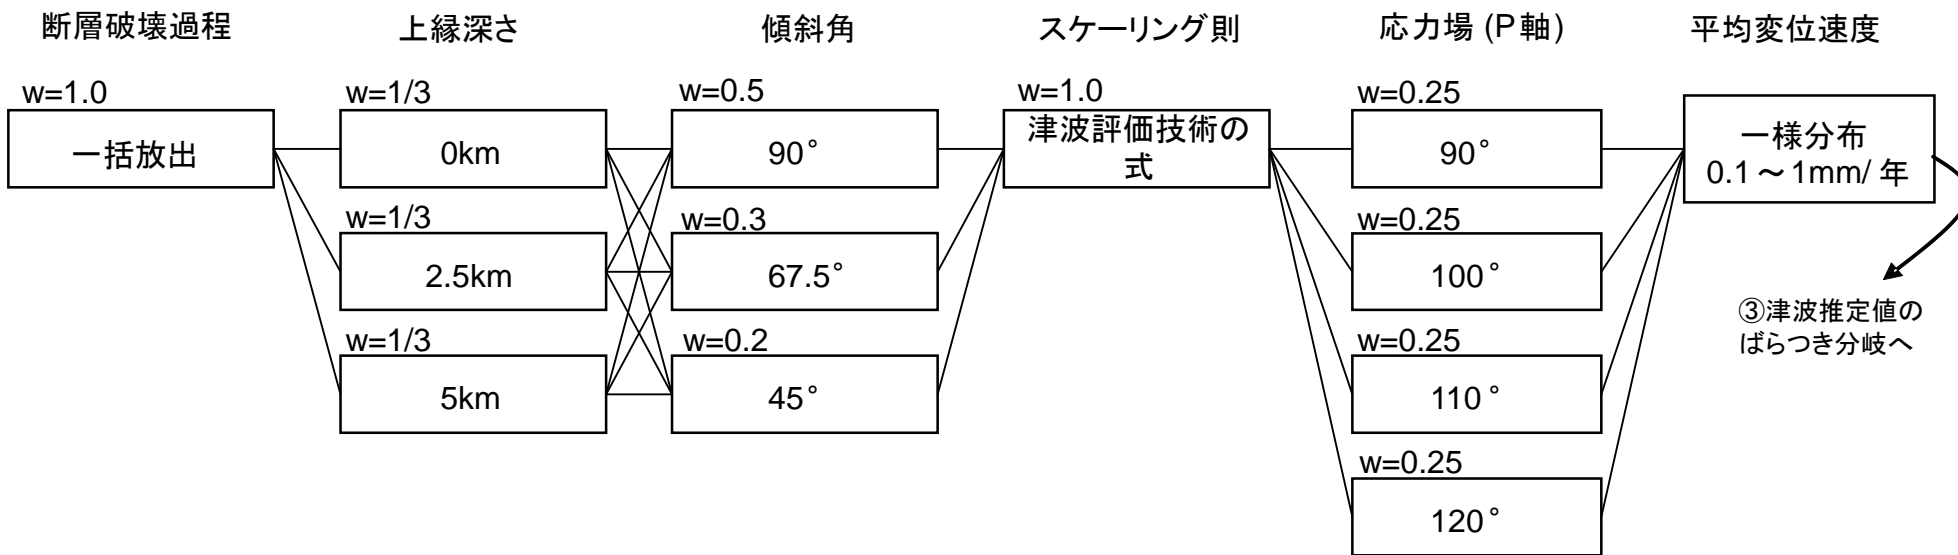 断層破壊過程
上縁深さ
傾斜角
スケーリング則
応力場 (P 軸)
平均変位速度
w=1.0
一括放出
w=1/3
0km
w=1/3
2.5km
w=1/3
5km
w=0.5
90°
w=0.3
67.5°
w=0.2
45°
w=1.0
津波評価技術の
式
w=0.25
90°
w=0.25
100°
w=0.25
110°
w=0.25
120°
一様分布
0.1～1mm/ 年
③津波推定値の
ばらつき分岐へ